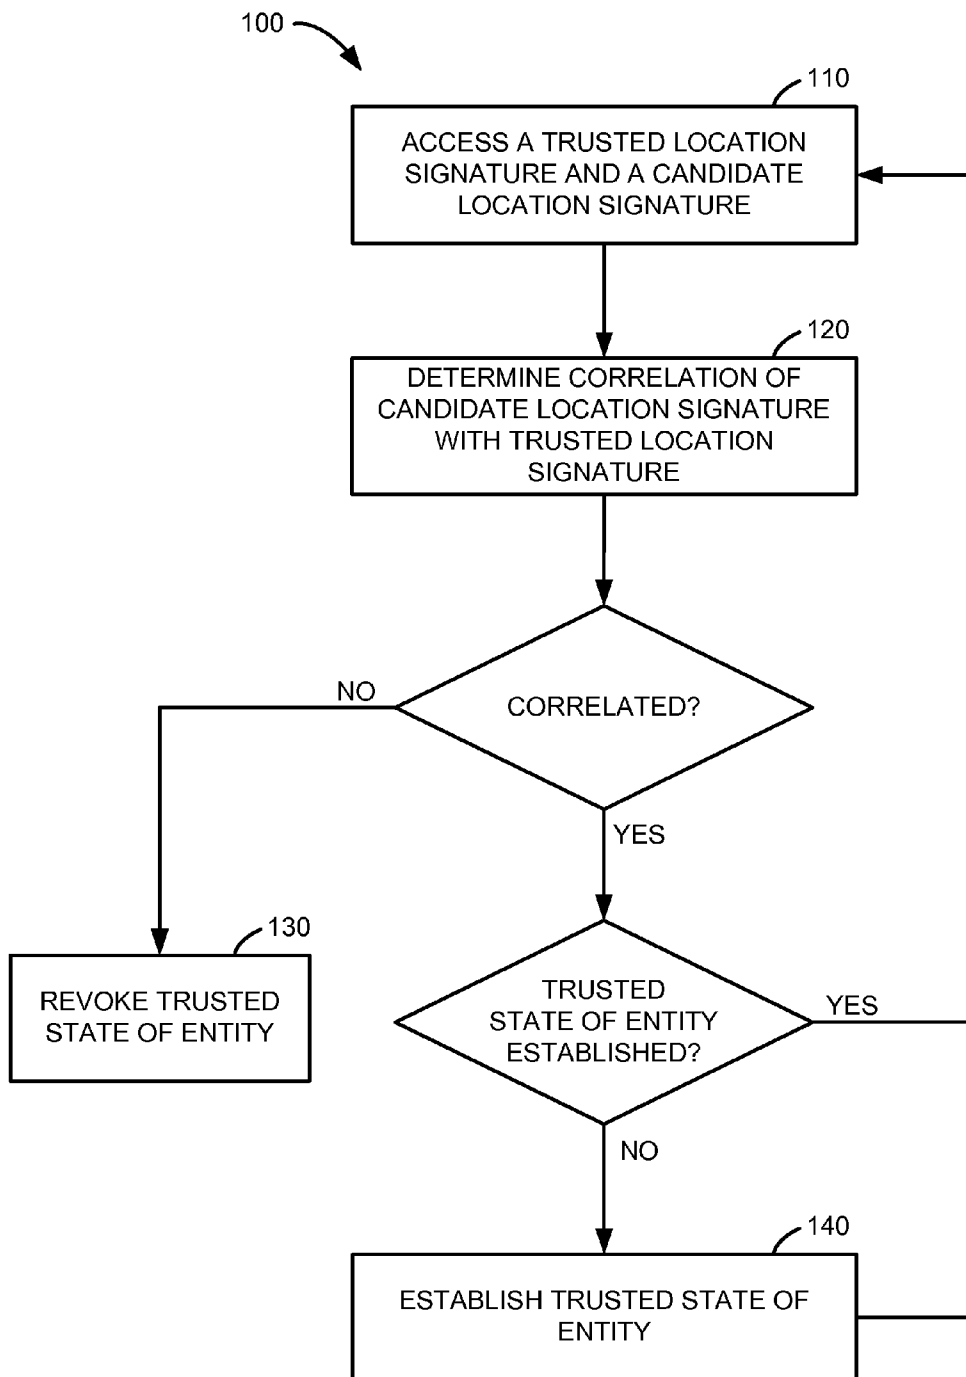 100
110
ACCESS A TRUSTED LOCATION
SIGNATURE AND A CANDIDATE
LOCATION SIGNATURE
120
DETERMINE CORRELATION OF
CANDIDATE LOCATION SIGNATURE
WITH TRUSTED LOCATION
SIGNATURE
NO
CORRELATED?
YES
130
REVOKE TRUSTED
STATE OF ENTITY
TRUSTED
STATE OF ENTITY
ESTABLISHED?
YES
NO
140
ESTABLISH TRUSTED STATE OF
ENTITY